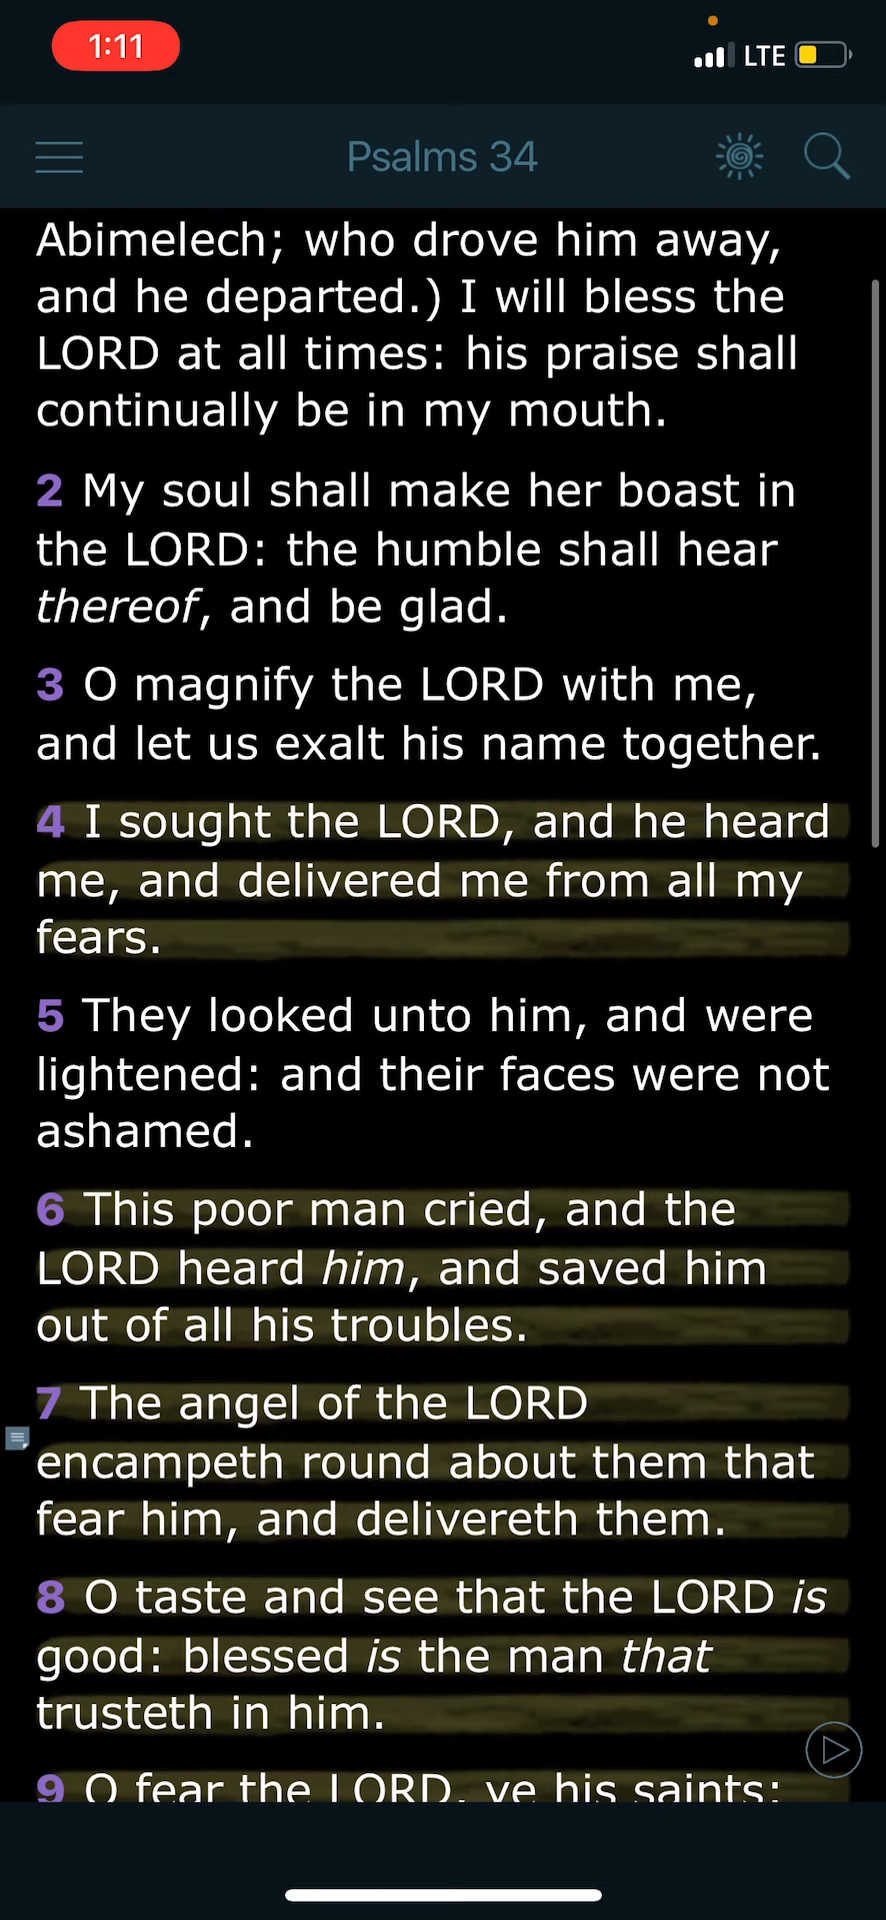 1:11
LTE
Psalms 34
Abimelech; who drove him away,
and he departed.) I will bless the
LORD at all times: his praise shall
continually be in my mouth.
2 My soul shall make her boast in
the LORD: the humble shall hear
thereof, and be glad.
3 O magnify the LORD with me,
and let us exalt his name together.
4 I sought the LORD, and he heard
me, and delivered me from all my
fears.
5 They looked unto him, and were
lightened: and their faces were not
ashamed.
6 This poor man cried, and the
LORD heard him, and saved him
out of all his troubles.
7 The angel of the LORD
encampeth round about them that
fear him, and delivereth them.
8 O taste and see that the LORD is
good: blessed is the man that
trusteth in him.
9 O fear the LORD, ye his saints: